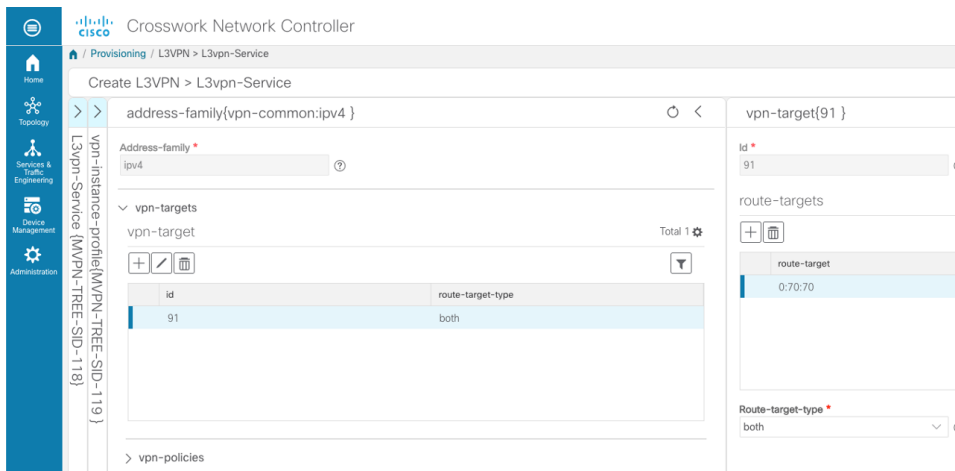 CISCO Crosswork Network Controller
/ Provisioning / L3VPN > L3vpn-Service
Create L3VPN > L3vpn-Service
Home
Topology
Services &
Traffic
Engineering
Device
Management
Administration
L3vpn-Service {MVPN-TREE-SID-118}
vpn-instance-profile{MVPN-TREE-SID-119 }
address-family{vpn-common:ipv4 }
Address-family *
ipv4
vpn-targets
vpn-target
Total 1
id route-target-type
91 both
vpn-policies
vpn-target{91 }
Id *
91
route-targets
route-target
0:70:70
Route-target-type *
both